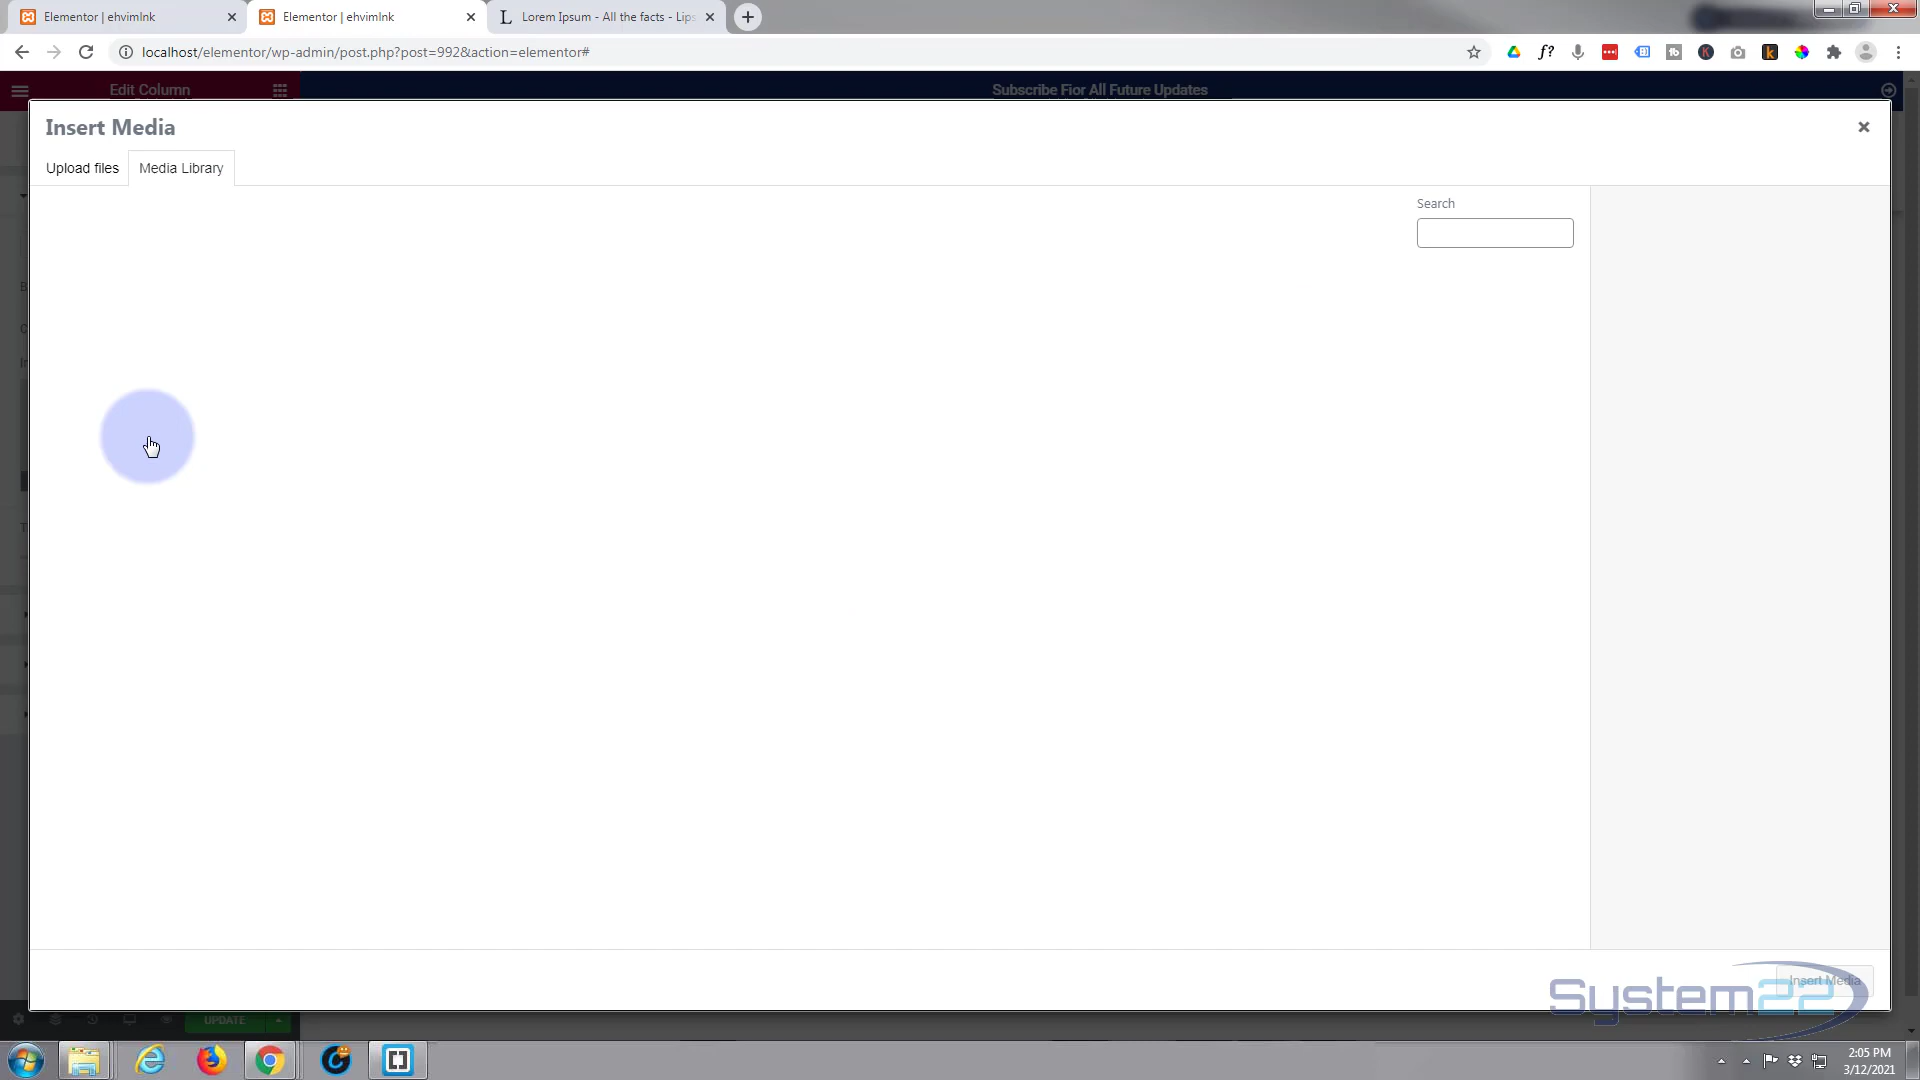 Elementor | ehvimlnk
Elementor | ehvimlnk
Lorem Ipsum - All the facts - Lips
localhost/elementor/wp-admin/post.php?post=992&action=elementor#
Edit Column
Subscribe Fior All Future Updates
Insert Media
Upload files
Media Library
Search
Insert Media
System22
UPDATE
2:05 PM
3/12/2021